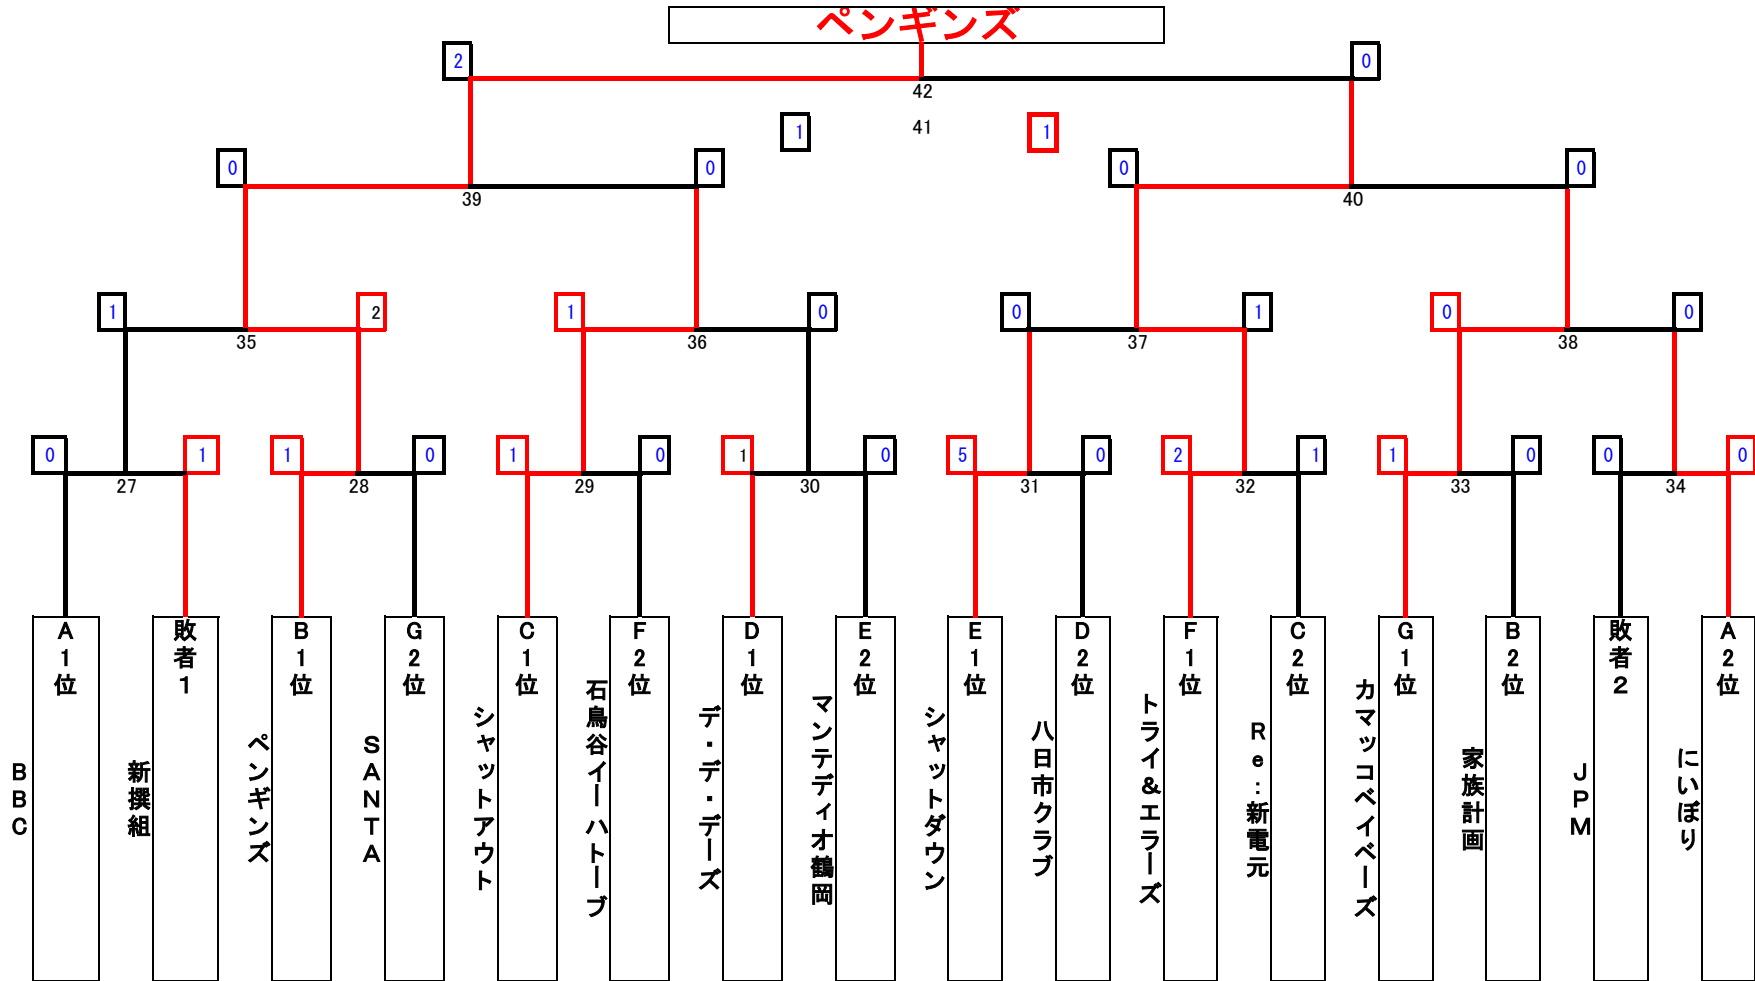 ペンギンズ
2 0
42
1 41 1
0 0 0 0
39 40
1 2 1 0 0 1 0 0
35 36 37 38
0 1 1 0 1 0 1 0 5 0 2 1 1 0 0 0
27 28 29 30 31 32 33 34
A1位
BBC
敗者1
新撰組
B1位
ペンギンズ
G2位
SANTA
C1位
シャットアウト
F2位
石鳥谷イーハトーブ
D1位
デ・デ・デーズ
E2位
マンテディオ鶴岡
E1位
シャットダウン
D2位
八日市クラブ
F1位
トライ&エラーズ
C2位
Re:新電元
G1位
カマッコベイベーズ
B2位
家族計画
敗者2
JPM
A2位
にいぼり